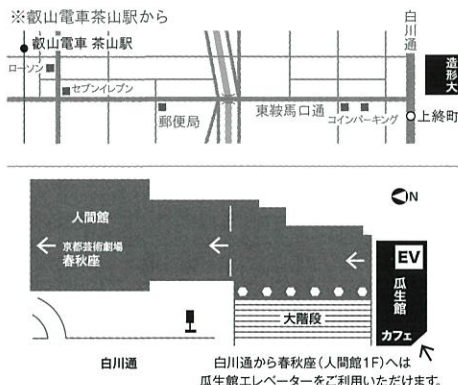 ※叡山電車茶山駅から
白川通
叡山電車 茶山駅
ローソン
セブンイレブン
造形大
郵便局
東鞍馬口通
コインパーキング
上終町
N
人間館
京都芸術劇場
春秋座
EV
瓜生館
大階段
カフェ
白川通
白川通から春秋座(人間館1F)へは
瓜生館エレベーターをご利用いただけます。